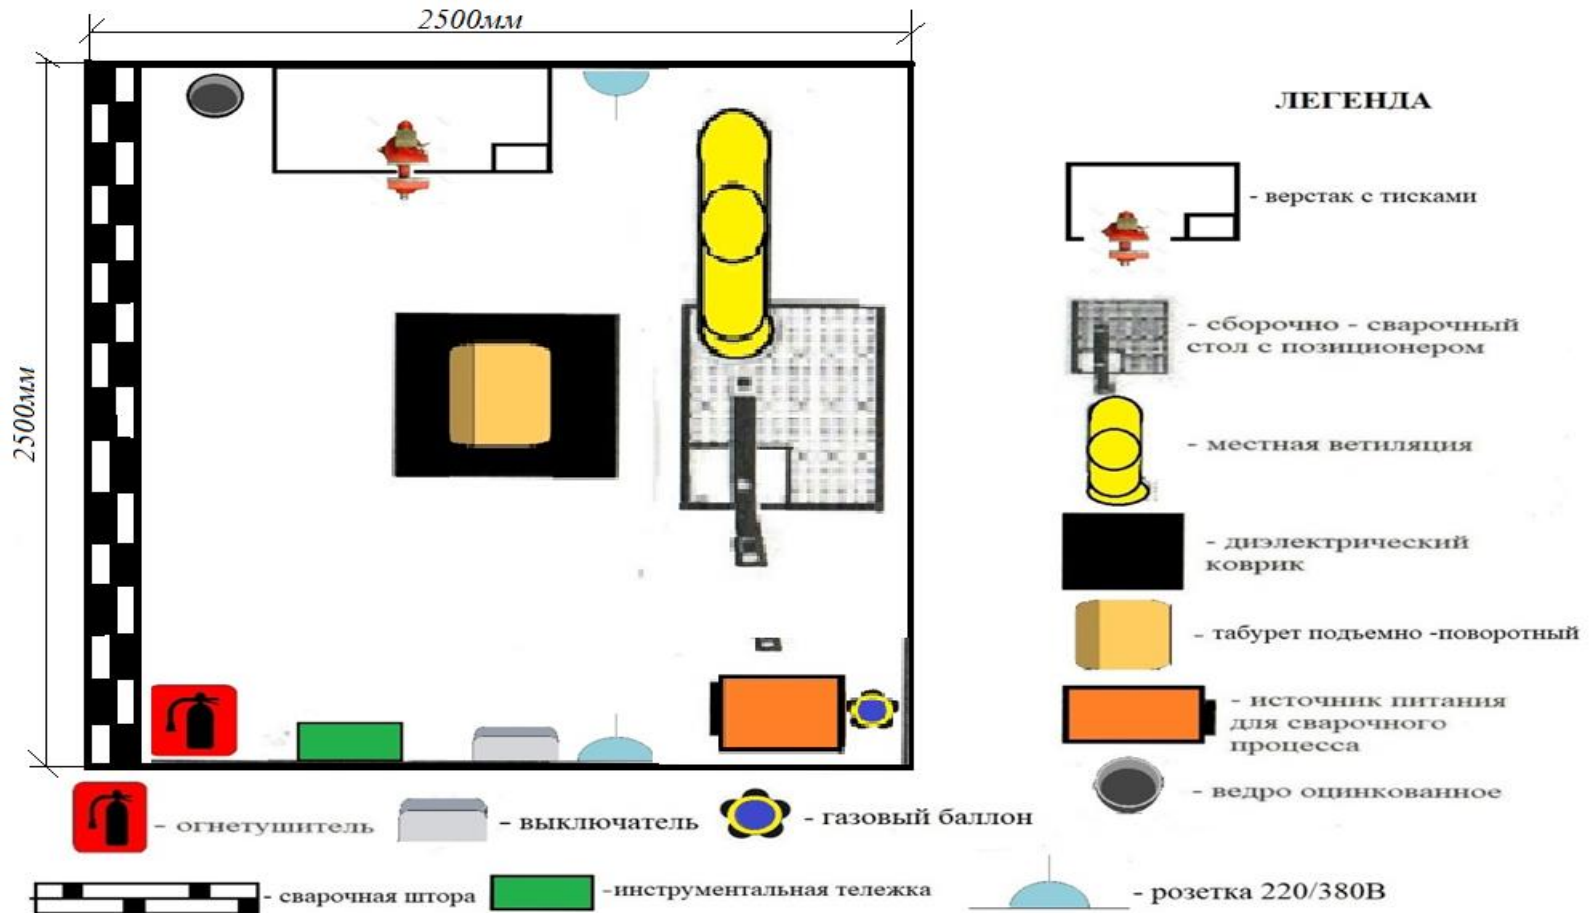 2500мм
2500мм
ЛЕГЕНДА
- верстак с тисками
- сборочно - сварочный
стол с позиционером
- местная ветиляция
- диэлектрический
коврик
- табурет подъемно -поворотный
- источник питания
для сварочного
процесса
- ведро оцинкованное
- огнетушитель
- выключатель
- газовый баллон
- сварочная штора
-инструментальная тележка
- розетка 220/380В